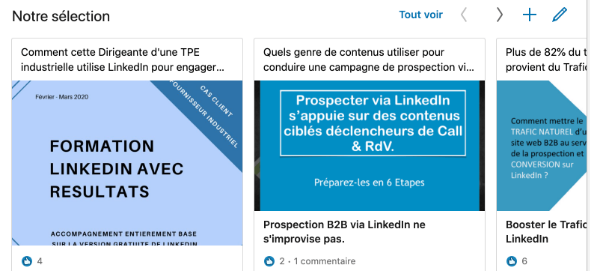 Notre sélection
Tout voir
Comment cette Dirigeante d'une TPE
industrielle utilise LinkedIn pour engager...
Février - Mars 2020
CAS CLIENT
FOURNISSEUR INDUSTRIEL
FORMATION
LINKEDIN AVEC
RESULTATS
ACCOMPAGNEMENT ENTIEREMENT BASE
SUR LA VERSION GRATUITE DE LINKEDIN
4
Quels genre de contenus utiliser pour
conduire une campagne de prospection vi...
Prospecter via LinkedIn
s'appuie sur des contenus
ciblés déclencheurs de Call
& RdV.
Préparez-les en 6 Etapes
Prospection B2B via LinkedIn ne
s'improvise pas.
2 · 1 commentaire
Plus de 82% du t
provient du Trafic
Comment mettre le
TRAFIC NATUREL d'u
site web B2B au serv
de la prospection et
CONVERSION sur
LinkedIn ?
Booster le Trafic
LinkedIn
6